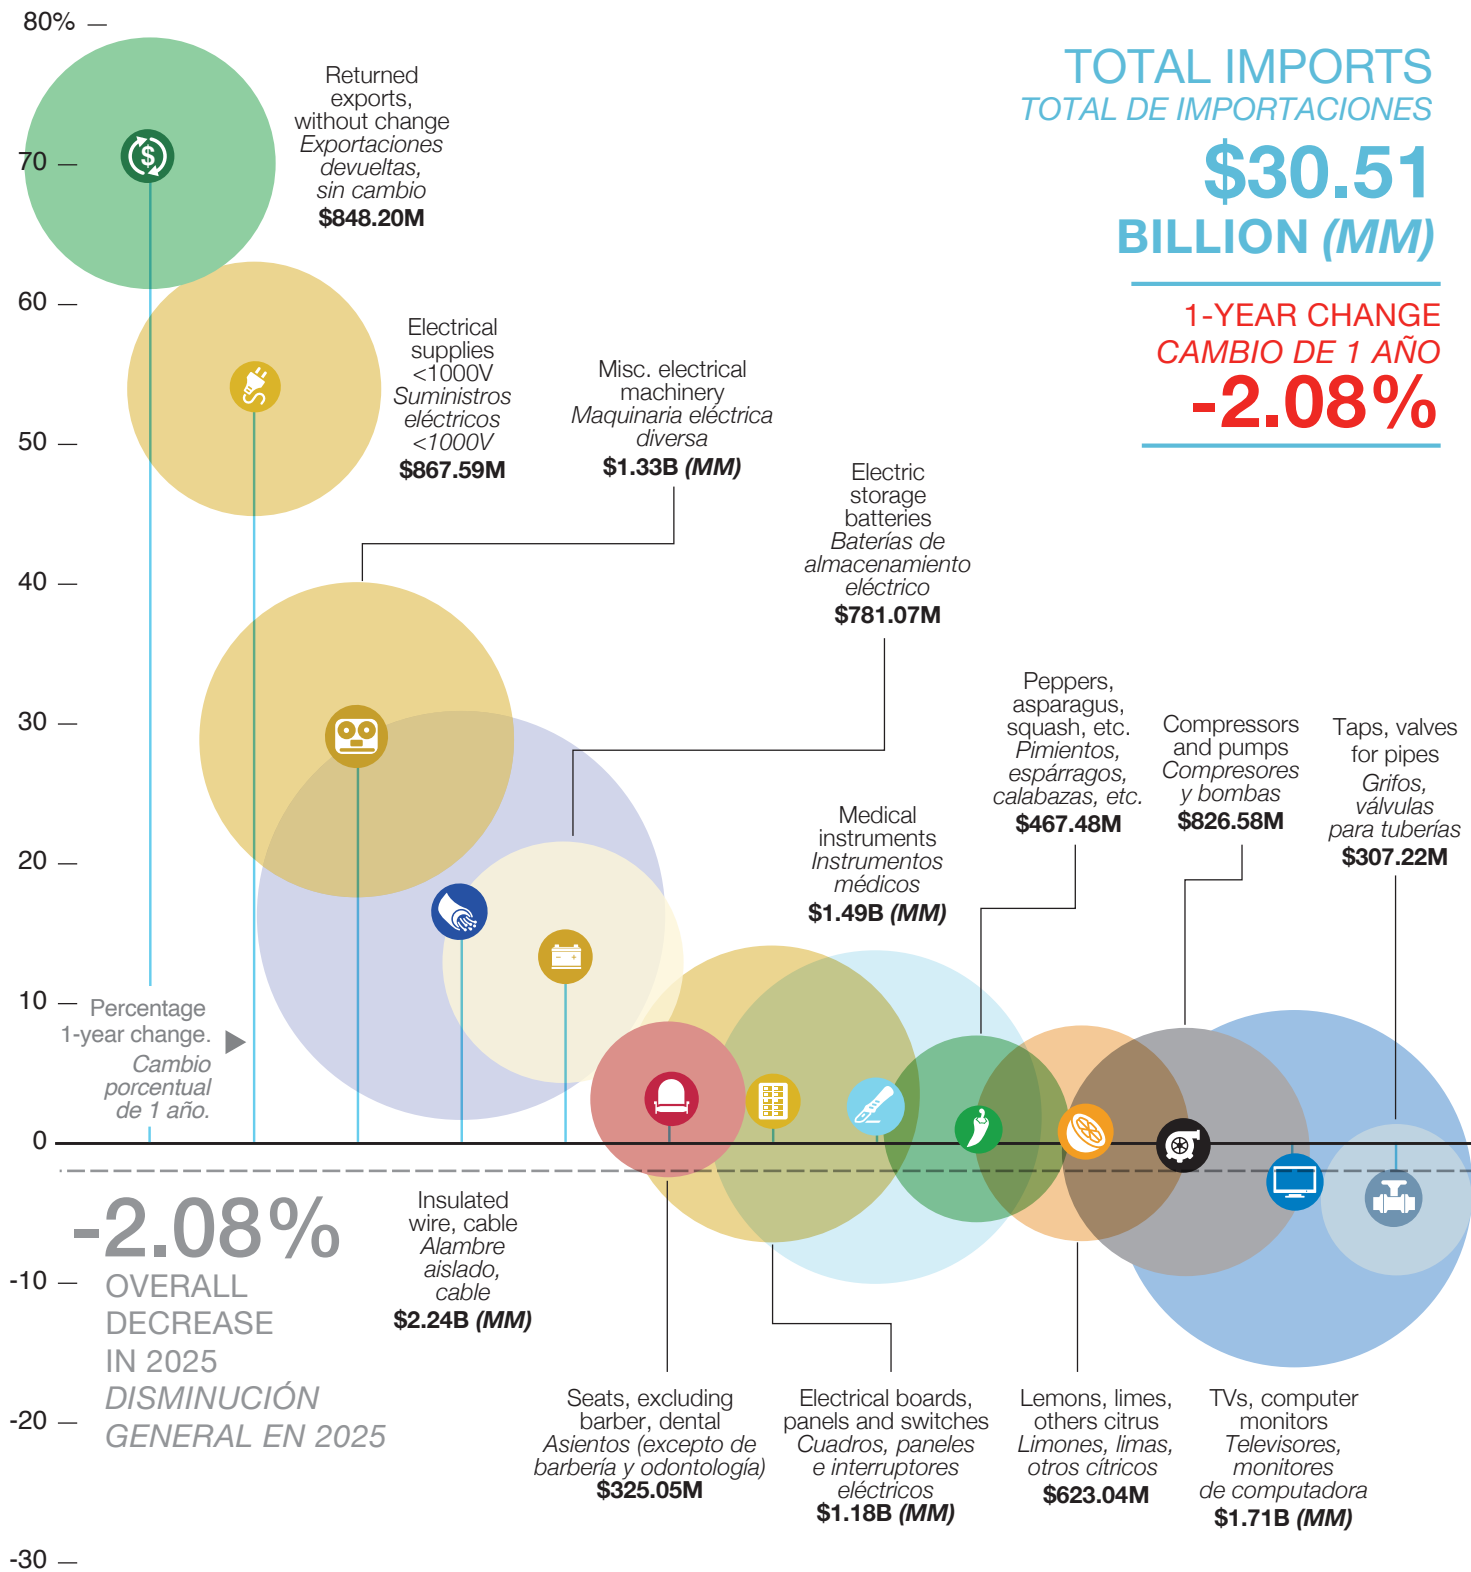 80%
70
60
50
40
30
20
10
0
-10
-20
-30
TOTAL IMPORTS
TOTAL DE IMPORTACIONES
$30.51
BILLION (MM)
1-YEAR CHANGE
CAMBIO DE 1 AÑO
-2.08%
Returned
exports,
without change
Exportaciones
devueltas,
sin cambio
$848.20M
$
Electrical
supplies
<1000V
Suministros
eléctricos
<1000V
$867.59M
Misc. electrical
machinery
Maquinaria eléctrica
diversa
$1.33B (MM)
Electric
storage
batteries
Baterías de
almacenamiento
eléctrico
$781.07M
Medical
instruments
Instrumentos
médicos
$1.49B (MM)
Peppers,
asparagus,
squash, etc.
Pimientos,
espárragos,
calabazas, etc.
$467.48M
Compressors
and pumps
Compresores
y bombas
$826.58M
Taps, valves
for pipes
Grifos,
válvulas
para tuberías
$307.22M
Percentage
1-year change.
Cambio
porcentual
de 1 año.
-2.08%
OVERALL
DECREASE
IN 2025
DISMINUCIÓN
GENERAL EN 2025
Insulated
wire, cable
Alambre
aislado,
cable
$2.24B (MM)
Seats, excluding
barber, dental
Asientos (excepto de
barbería y odontología)
$325.05M
Electrical boards,
panels and switches
Cuadros, paneles
e interruptores
eléctricos
$1.18B (MM)
Lemons, limes,
others citrus
Limones, limas,
otros cítricos
$623.04M
TVs, computer
monitors
Televisores,
monitores
de computadora
$1.71B (MM)